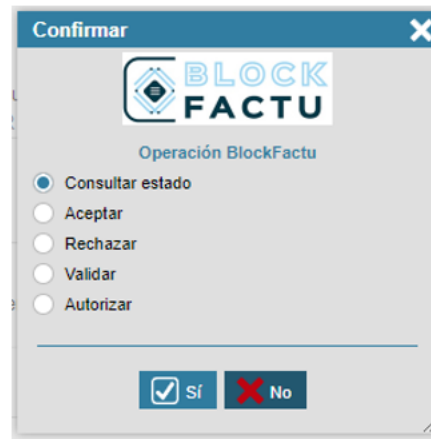 Confirmar
BLOCK
FACTU
Operación BlockFactu
Consultar estado
Aceptar
Rechazar
Validar
Autorizar
Sí
No